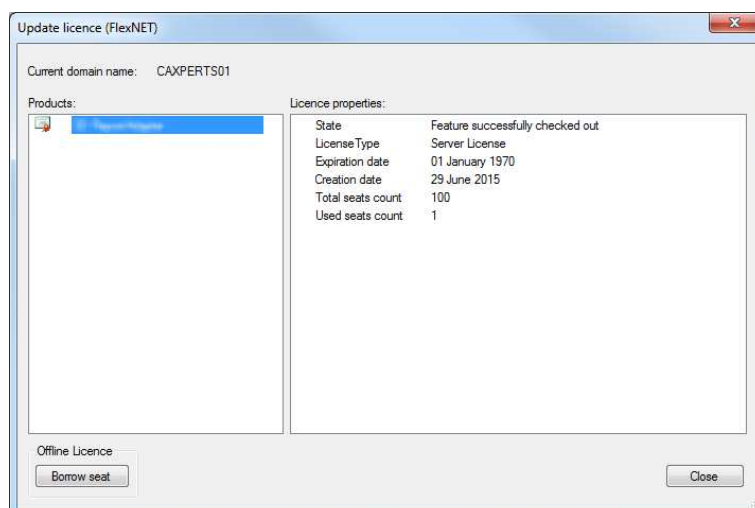 Update licence (FlexNET)
Current domain name: CAXPERTS01
Products:
Licence properties:
State Feature successfully checked out
LicenseType Server License
Expiration date 01 January 1970
Creation date 29 June 2015
Total seats count 100
Used seats count 1
Offline Licence
Borrow seat
Close